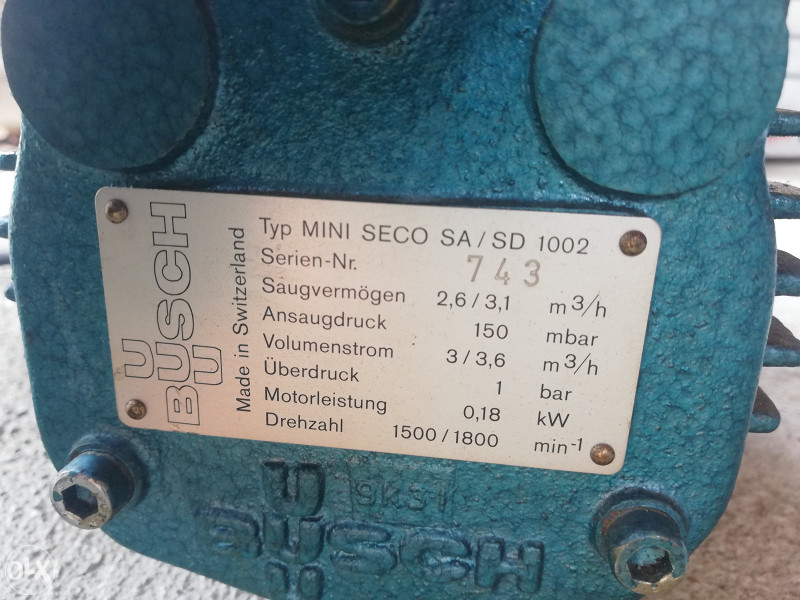 BUSCH
Made in Switzerland
Typ MINI SECO SA/SD 1002
Serien-Nr. 743
Saugvermögen 2,6/3,1 m3/h
Ansaugdruck 150 mbar
Volumenstrom 3/3,6 m3/h
Überdruck 1 bar
Motorleistung 0,18 kW
Drehzahl 1500/1800 min-1
9K31
BUSCH
OLX